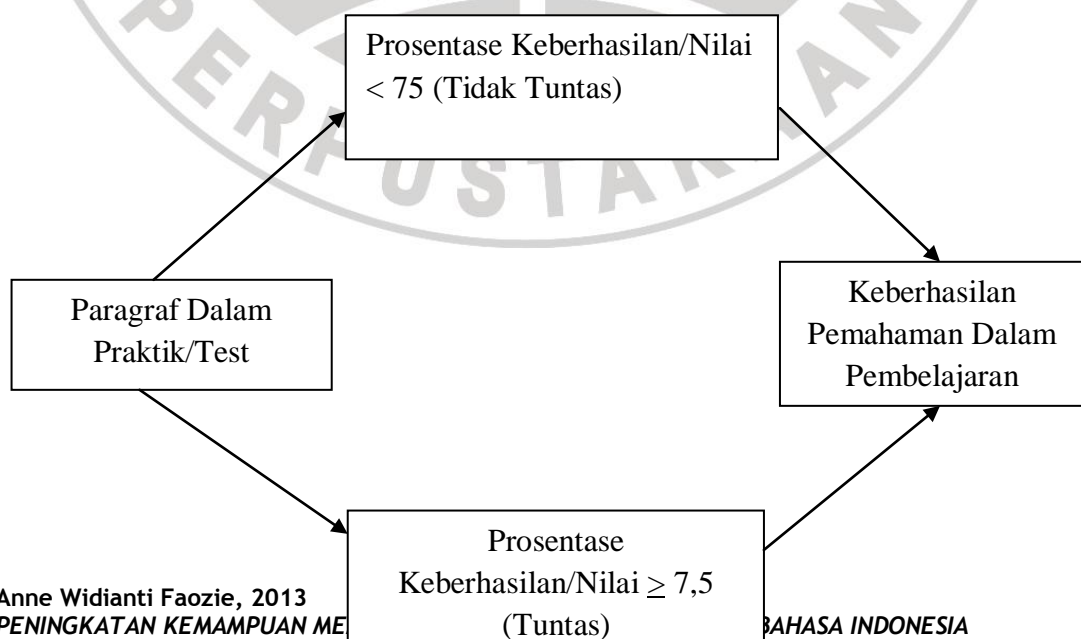 PERPUSTAKAAN
Prosentase Keberhasilan/Nilai
< 75 (Tidak Tuntas)
Paragraf Dalam
Praktik/Test
Keberhasilan
Pemahaman Dalam
Pembelajaran
Prosentase
Keberhasilan/Nilai ≥ 7,5
(Tuntas)
Anne Widianti Faozie, 2013
PENINGKATAN KEMAMPUAN BAHASA INDONESIA